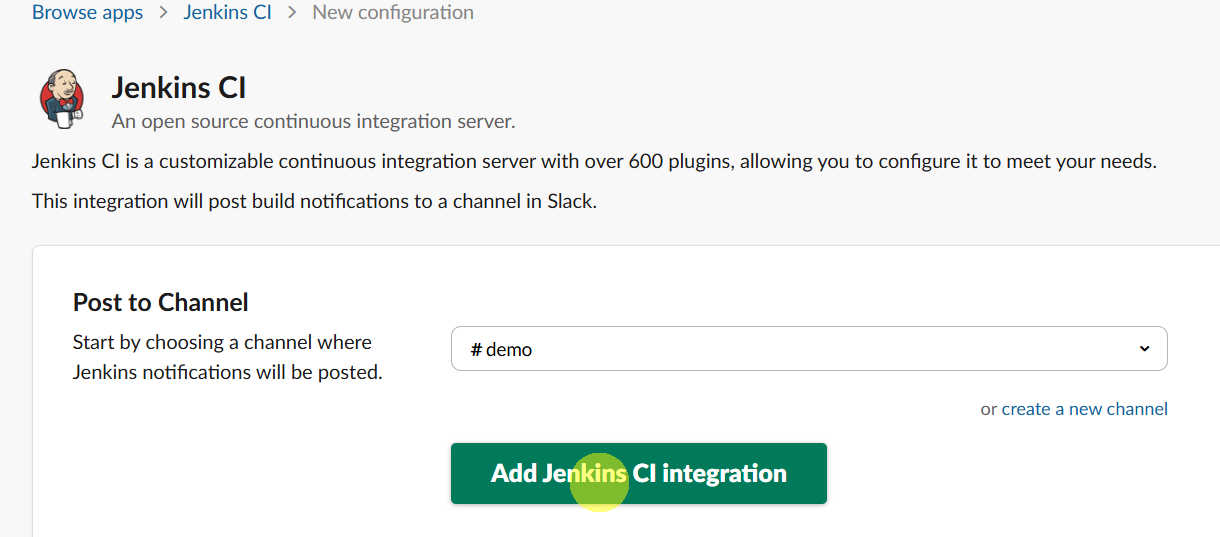 Browse apps > Jenkins CI > New configuration
Jenkins CI
An open source continuous integration server.
Jenkins CI is a customizable continuous integration server with over 600 plugins, allowing you to configure it to meet your needs.
This integration will post build notifications to a channel in Slack.
Post to Channel
Start by choosing a channel where
Jenkins notifications will be posted.
# demo
or create a new channel
Add Jenkins CI integration